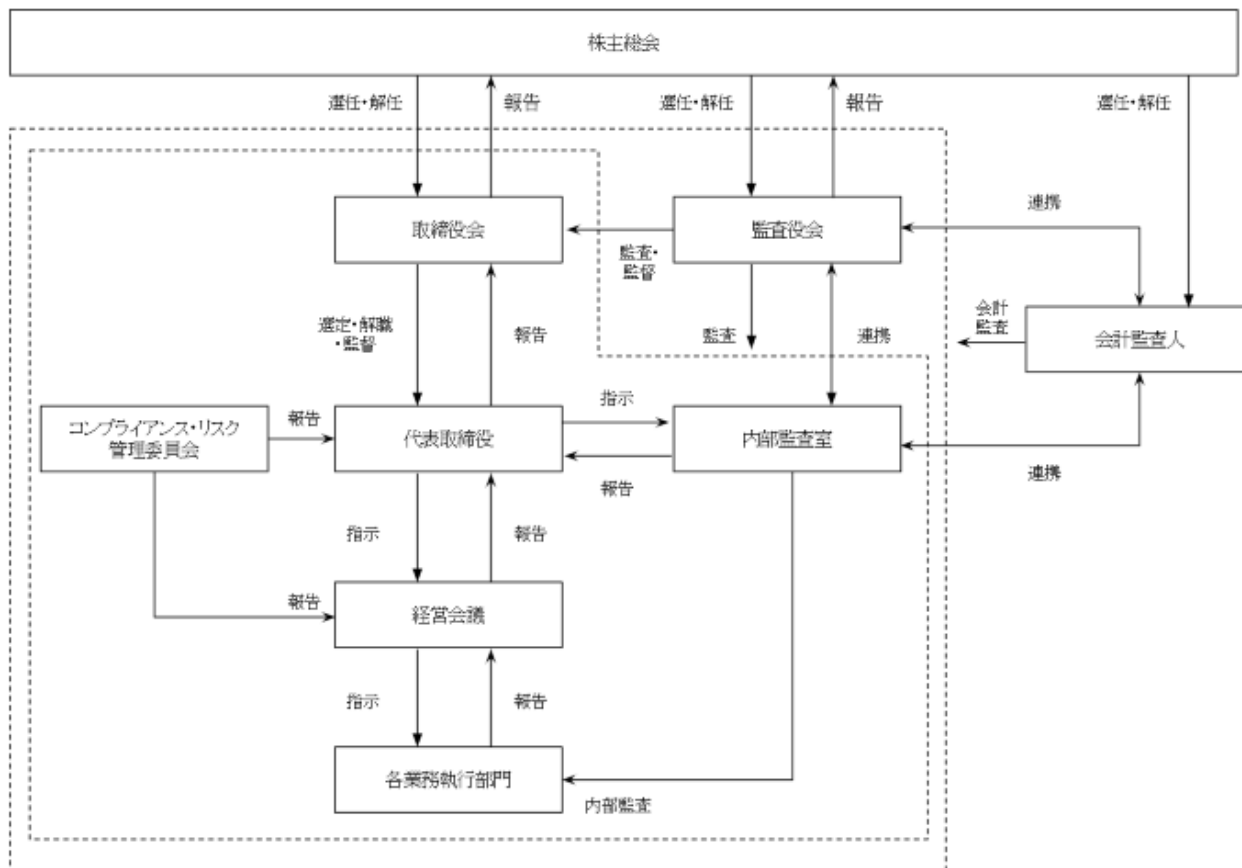 株主総会
選任・解任
報告
選任・解任
報告
選任・解任
取締役会
監査役会
連携
監査・
監督
会計
監査
会計監査人
選定・解職
・監督
報告
監査
連携
コンプライアンス・リスク
管理委員会
報告
代表取締役
指示
報告
内部監査室
連携
指示
報告
報告
経営会議
指示
報告
各業務執行部門
内部監査